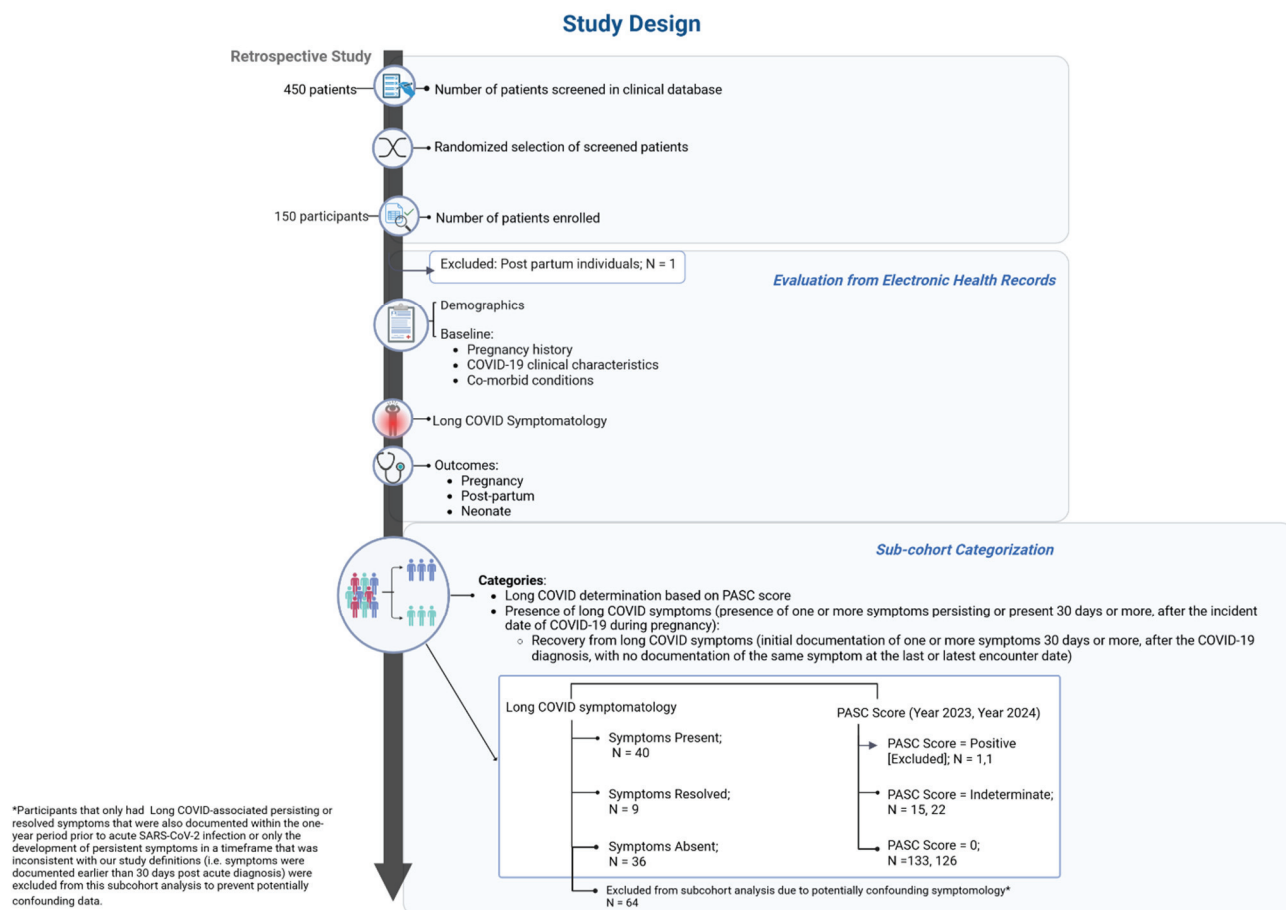 Study Design
Retrospective Study
450 patients
Number of patients screened in clinical database
Randomized selection of screened patients
150 participants
Number of patients enrolled
Excluded: Post partum individuals; N = 1
Evaluation from Electronic Health Records
Demographics
Baseline:
• Pregnancy history
• COVID-19 clinical characteristics
• Co-morbid conditions
Long COVID Symptomatology
Outcomes:
• Pregnancy
• Post-partum
• Neonate
Sub-cohort Categorization
Categories:
• Long COVID determination based on PASC score
• Presence of long COVID symptoms (presence of one or more symptoms persisting or present 30 days or more, after the incident
date of COVID-19 during pregnancy):
○ Recovery from long COVID symptoms (initial documentation of one or more symptoms 30 days or more, after the COVID-19
diagnosis, with no documentation of the same symptom at the last or latest encounter date)
Long COVID symptomatology
Symptoms Present;
N = 40
Symptoms Resolved;
N = 9
Symptoms Absent;
N = 36
Excluded from subcohort analysis due to potentially confounding symptomology*
N = 64
PASC Score (Year 2023, Year 2024)
PASC Score = Positive
[Excluded]; N = 1,1
PASC Score = Indeterminate;
N = 15, 22
PASC Score = 0;
N =133, 126
*Participants that only had Long COVID-associated persisting or
resolved symptoms that were also documented within the one-
year period prior to acute SARS-CoV-2 infection or only the
development of persistent symptoms in a timeframe that was
inconsistent with our study definitions (i.e. symptoms were
documented earlier than 30 days post acute diagnosis) were
excluded from this subcohort analysis to prevent potentially
confounding data.